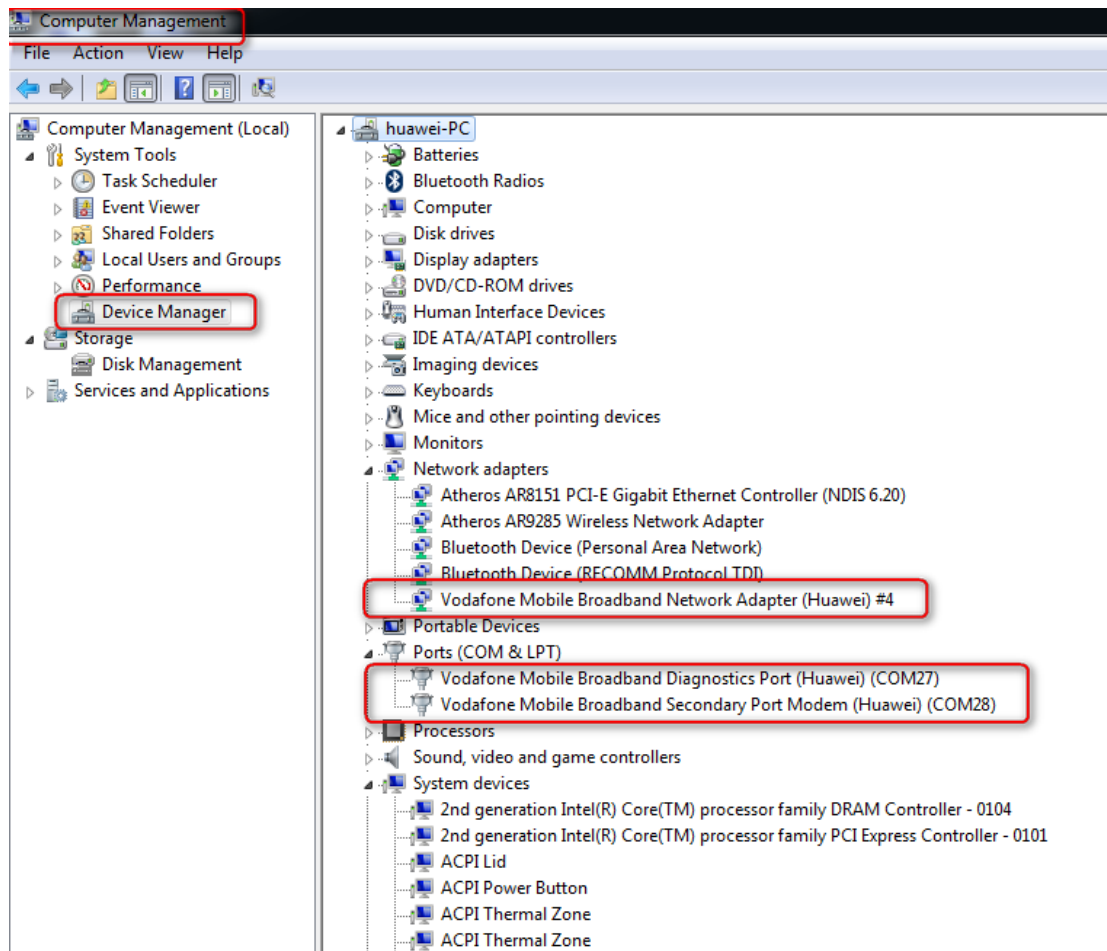 Computer Management
File Action View Help
Computer Management (Local)
System Tools
Task Scheduler
Event Viewer
Shared Folders
Local Users and Groups
Performance
Device Manager
Storage
Disk Management
Services and Applications
huawei-PC
Batteries
Bluetooth Radios
Computer
Disk drives
Display adapters
DVD/CD-ROM drives
Human Interface Devices
IDE ATA/ATAPI controllers
Imaging devices
Keyboards
Mice and other pointing devices
Monitors
Network adapters
Atheros AR8151 PCI-E Gigabit Ethernet Controller (NDIS 6.20)
Atheros AR9285 Wireless Network Adapter
Bluetooth Device (Personal Area Network)
Bluetooth Device (RFCOMM Protocol TDI)
Vodafone Mobile Broadband Network Adapter (Huawei) #4
Portable Devices
Ports (COM & LPT)
Vodafone Mobile Broadband Diagnostics Port (Huawei) (COM27)
Vodafone Mobile Broadband Secondary Port Modem (Huawei) (COM28)
Processors
Sound, video and game controllers
System devices
2nd generation Intel(R) Core(TM) processor family DRAM Controller - 0104
2nd generation Intel(R) Core(TM) processor family PCI Express Controller - 0101
ACPI Lid
ACPI Power Button
ACPI Thermal Zone
ACPI Thermal Zone